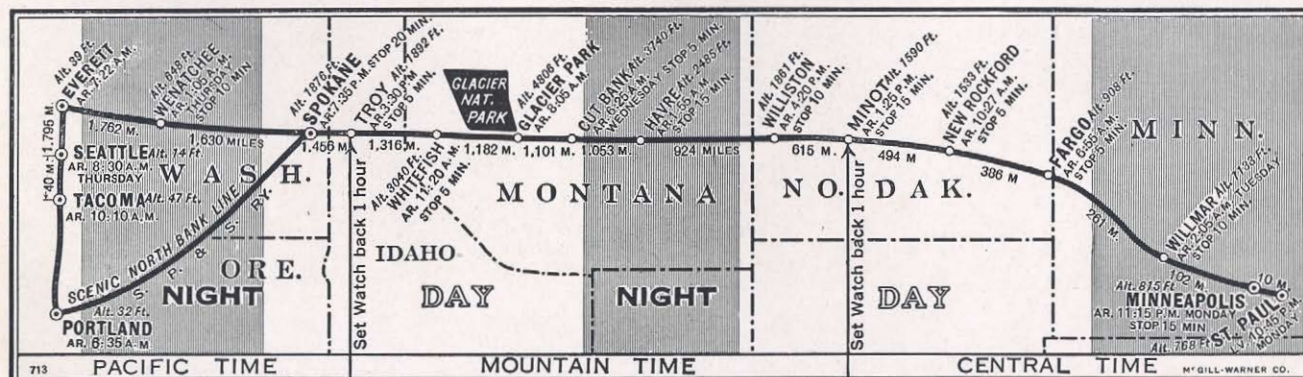 Alt. 39 Ft.
EVERETT
AR. 7:22 A.M.
Alt. 648 Ft.
WENATCHEE
THURSDAY
STOP 10 MIN.
Alt. 1878 Ft.
SPOKANE
AR. 1:35 P.M. STOP 20 MIN.
Alt. 1892 Ft.
TROY
AR. 3:30 P.M.
STOP 5 MIN.
GLACIER
NAT.
PARK
Alt. 4806 Ft.
GLACIER PARK
AR. 8:05 A.M.
CUT BANK Alt. 3740 Ft.
WEDNESDAY STOP 5 MIN.
HAVRE Alt. 2485 Ft.
AR. 1:55 A.M.
STOP 15 MIN.
Alt. 1861 Ft.
WILLISTON
AR. 4:20 P.M.
STOP 10 MIN.
MINOT Alt. 1590 Ft.
AR. 1:25 P.M.
STOP 15 MIN.
Alt. 1533 Ft.
NEW ROCKFORD
AR. 10:27 A.M.
STOP 5 MIN.
FARGO Alt. 908 Ft.
AR. 6:55 A.M.
STOP 5 MIN.
MINN.
1.795 M.
1.762 M.
1,630 MILES
1,456 M.
1,316 M.
1,182 M.
1,101 M.
1,053 M.
924 MILES
615 M.
494 M
386 M
261 M.
102 M.
10 M.
1'40 M.
SEATTLE Alt. 14 Ft.
AR. 8:30 A.M.
THURSDAY
TACOMA Alt. 47 Ft.
AR. 10:10 A.M.
WASH.
Alt. 3040 Ft.
WHITEFISH
AR. 11:20 A.M.
STOP 5 MIN.
MONTANA
NO. DAK.
WILLMAR Alt. 7133 Ft.
AR. 2:05 A.M. TUESDAY
STOP 10 MIN.
SCENIC NORTH BANK LINE
S. P. & S. RY.
ORE.
IDAHO
Set Watch back 1 hour
Set Watch back 1 hour
NIGHT
DAY
NIGHT
DAY
Alt. 32 Ft.
PORTLAND
AR. 6:35 A.M.
Alt. 815 Ft.
MINNEAPOLIS
AR. 11:15 P.M. MONDAY
STOP 15 MIN
Alt. 768 Ft. ST. PAUL
LV. 10:45 P.M.
MONDAY
713
PACIFIC TIME
MOUNTAIN TIME
CENTRAL TIME
McGILL-WARNER CO.